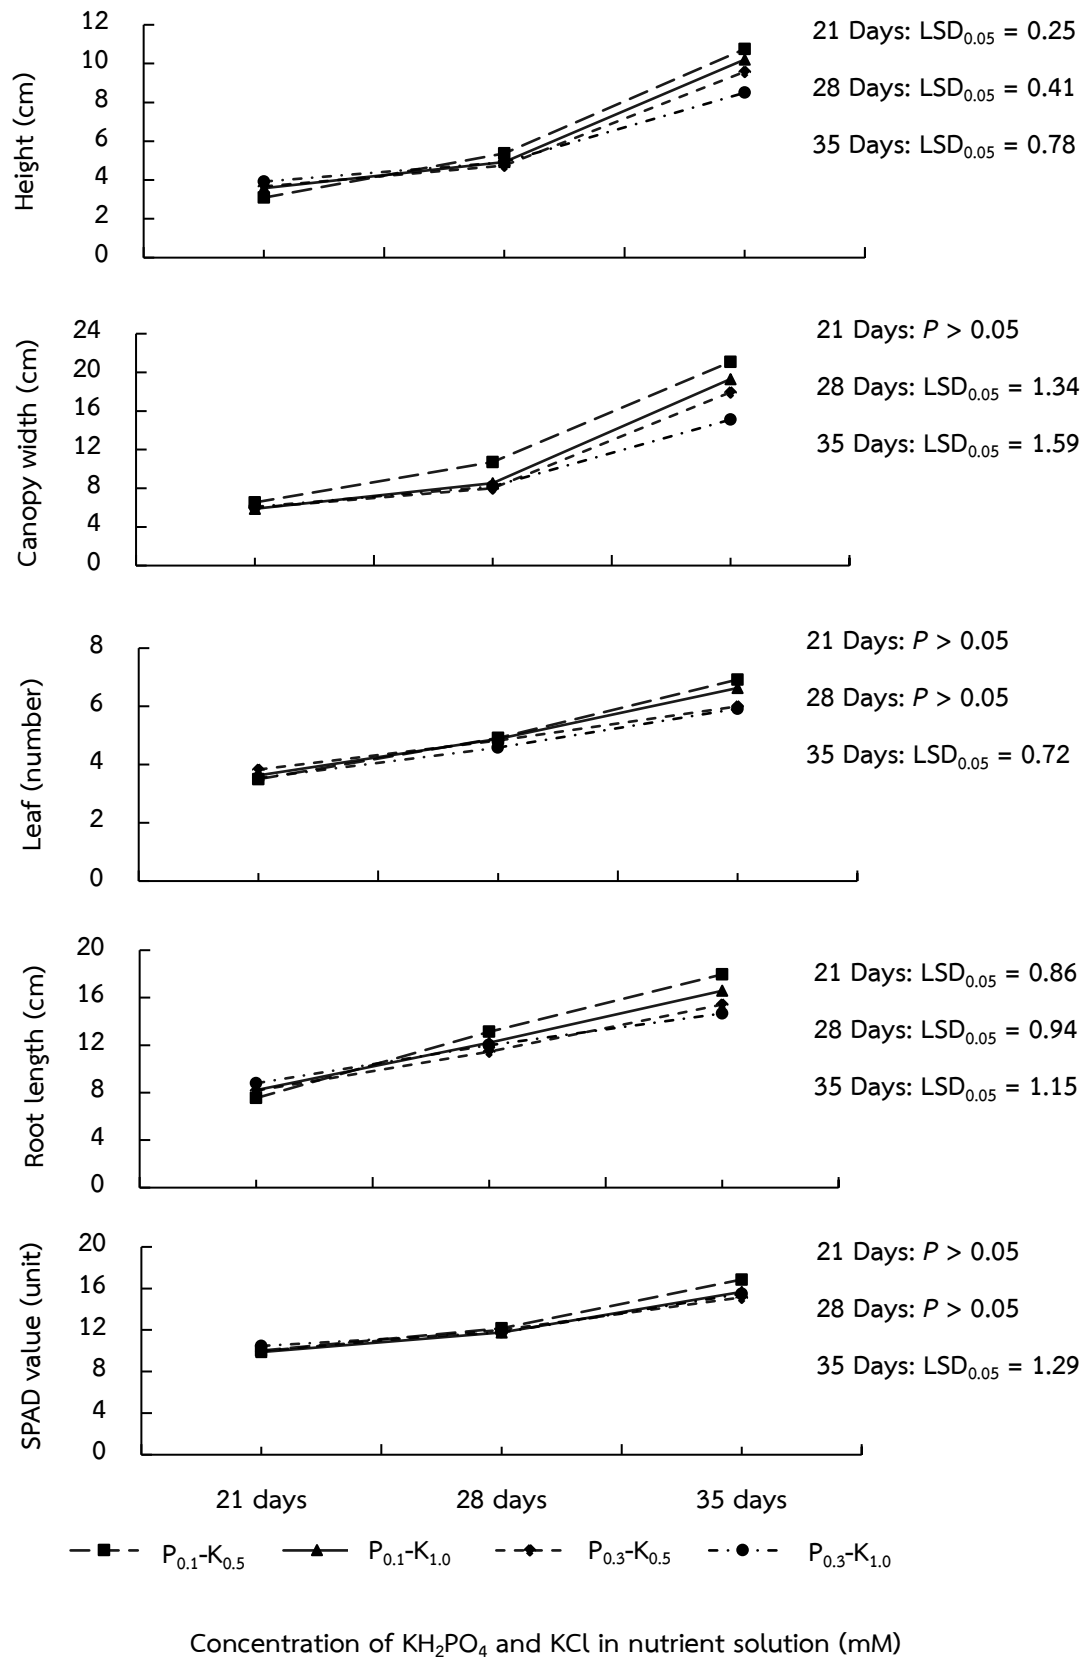 Height (cm)
12
10
8
6
4
2
0
21 Days: LSD₀.₀₅ = 0.25
28 Days: LSD₀.₀₅ = 0.41
35 Days: LSD₀.₀₅ = 0.78
Canopy width (cm)
24
20
16
12
8
4
0
21 Days: P > 0.05
28 Days: LSD₀.₀₅ = 1.34
35 Days: LSD₀.₀₅ = 1.59
Leaf (number)
8
6
4
2
0
21 Days: P > 0.05
28 Days: P > 0.05
35 Days: LSD₀.₀₅ = 0.72
Root length (cm)
20
16
12
8
4
0
21 Days: LSD₀.₀₅ = 0.86
28 Days: LSD₀.₀₅ = 0.94
35 Days: LSD₀.₀₅ = 1.15
SPAD value (unit)
20
16
12
8
4
0
21 Days: P > 0.05
28 Days: P > 0.05
35 Days: LSD₀.₀₅ = 1.29
21 days 28 days 35 days
P₀.₁-K₀.₅ P₀.₁-K₁.₀ P₀.₃-K₀.₅ P₀.₃-K₁.₀
Concentration of KH₂PO₄ and KCl in nutrient solution (mM)